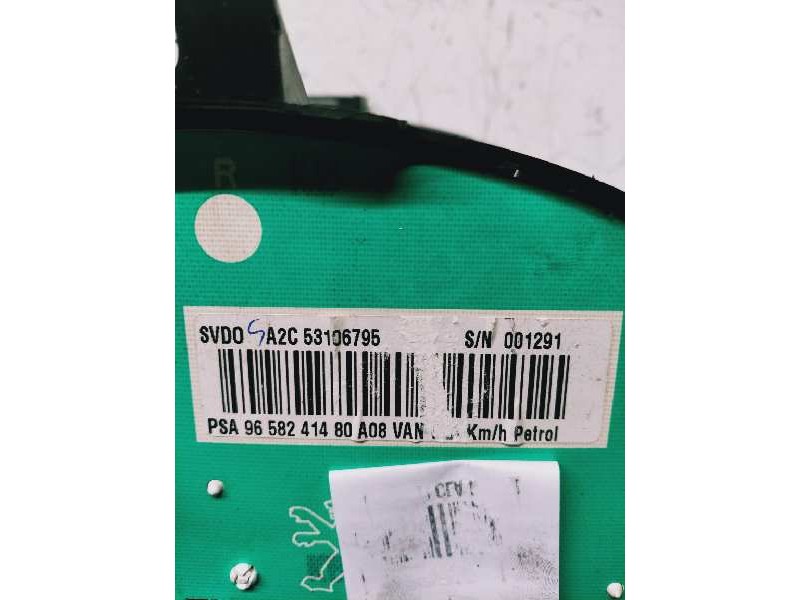 R
SVDO A2C 53106795 S/N 001291
PSA 96 582 414 80 A08 VAN Km/h Petrol